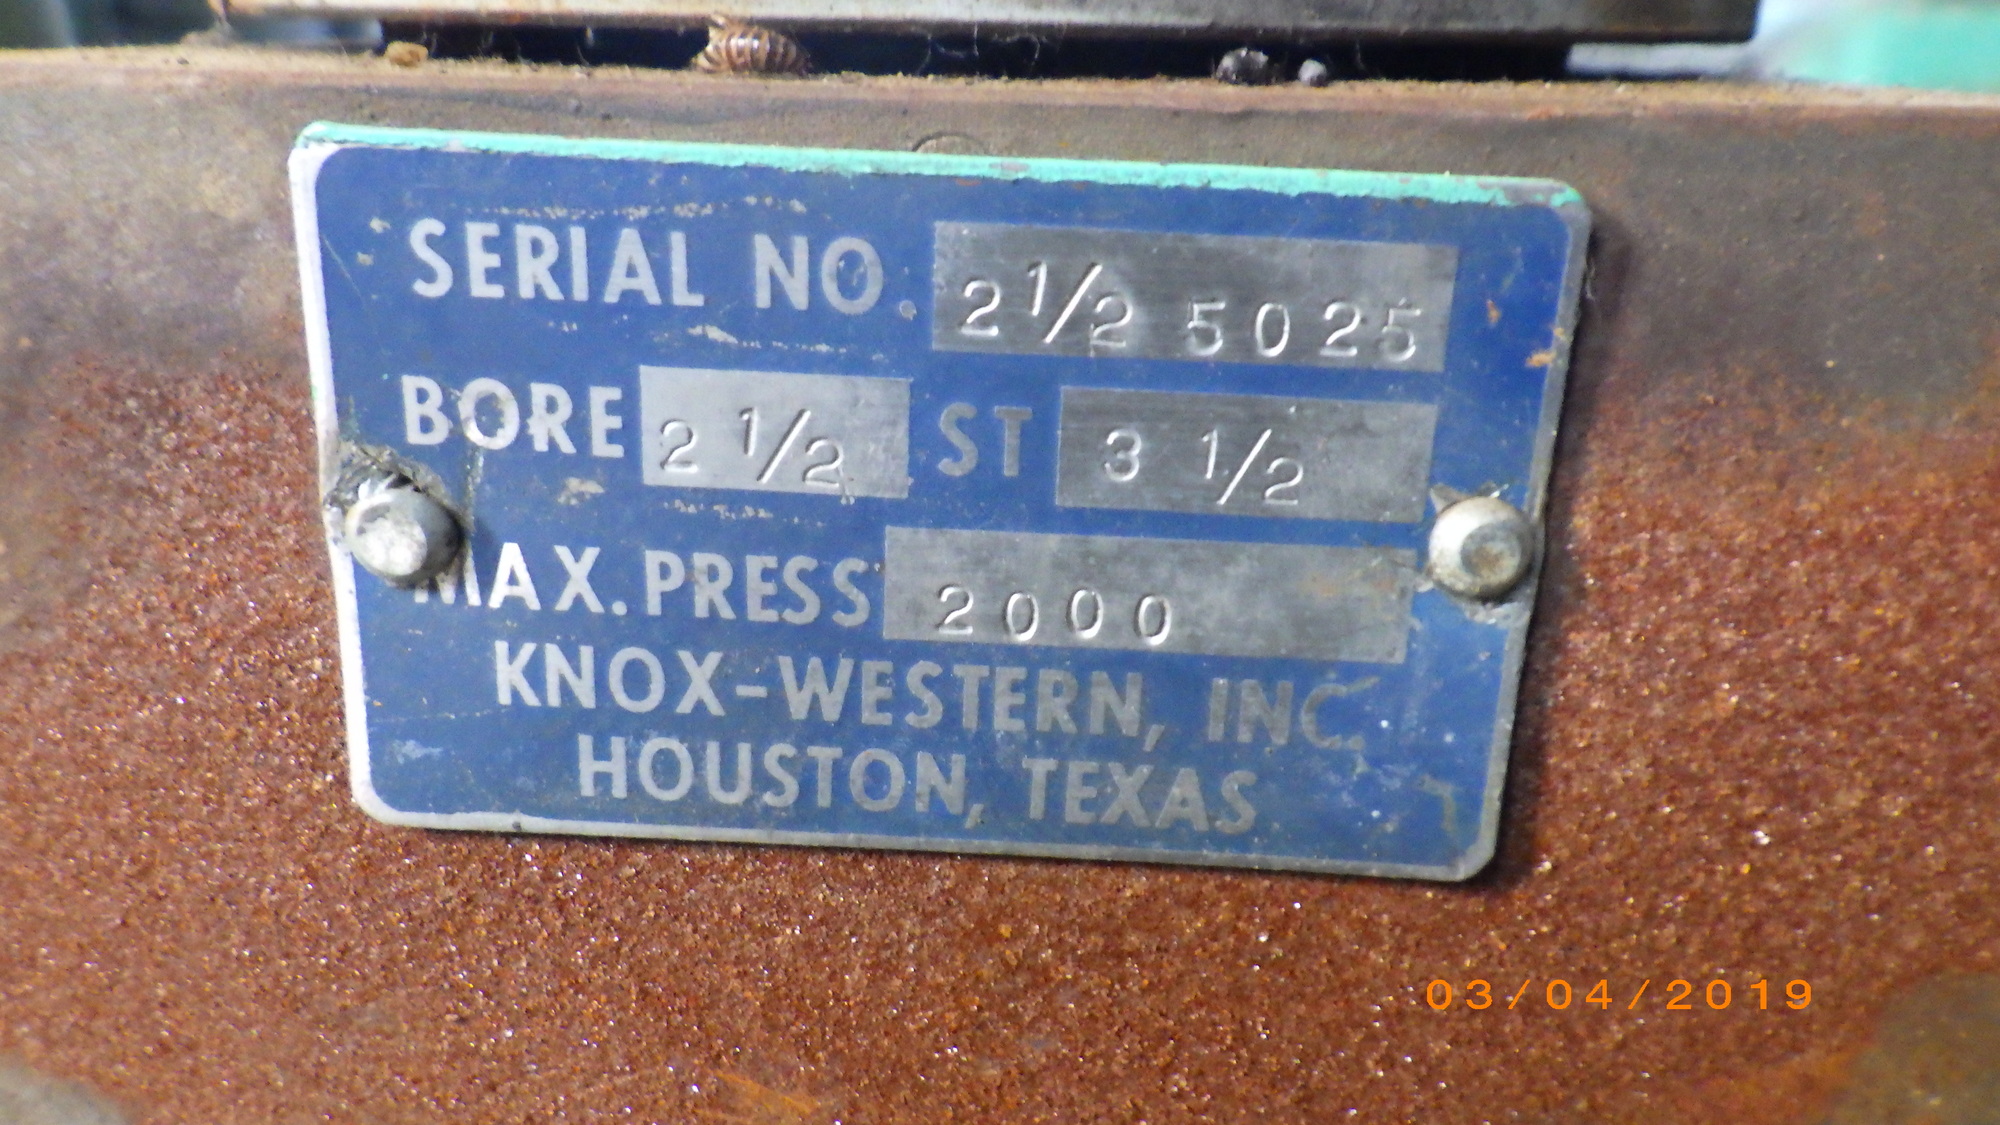 SERIAL NO. 2 1/2 5025
BORE 2 1/2 ST 3 1/2
MAX. PRESS 2000
KNOX-WESTERN, INC.
HOUSTON, TEXAS
03/04/2019